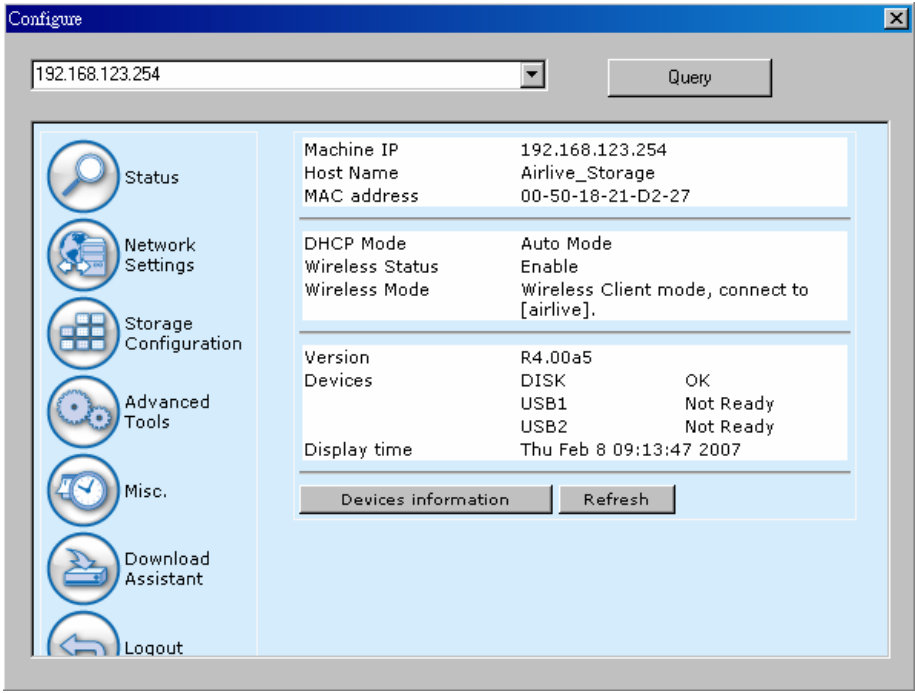 Configure
192.168.123.254
Query
Status
Network
Settings
Storage
Configuration
Advanced
Tools
Misc.
Download
Assistant
Logout
Machine IP 192.168.123.254
Host Name Airlive_Storage
MAC address 00-50-18-21-D2-27
DHCP Mode Auto Mode
Wireless Status Enable
Wireless Mode Wireless Client mode, connect to
[airlive].
Version R4.00a5
Devices DISK OK
USB1 Not Ready
USB2 Not Ready
Display time Thu Feb 8 09:13:47 2007
Devices information Refresh